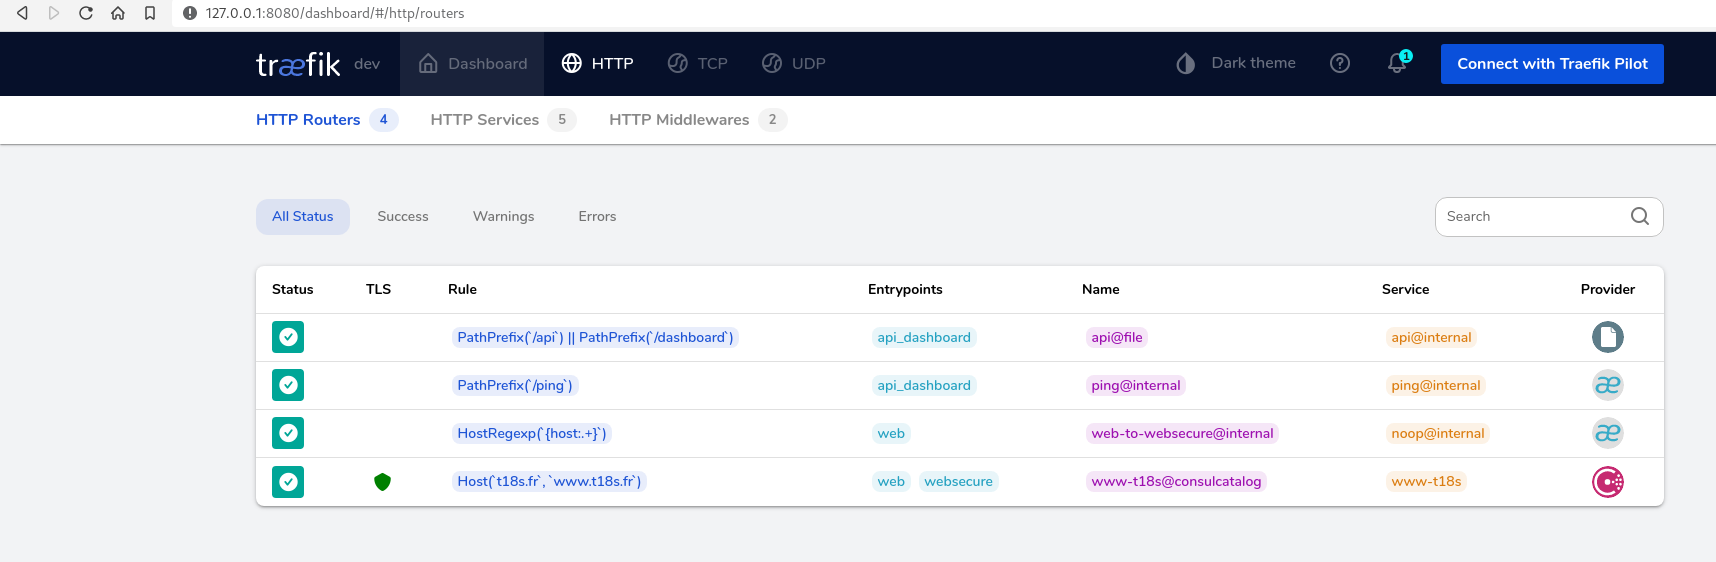 127.0.0.1:8080/dashboard/#/http/routers
træfik dev Dashboard HTTP TCP UDP Dark theme 1 Connect with Traefik Pilot
HTTP Routers 4 HTTP Services 5 HTTP Middlewares 2
All Status Success Warnings Errors Search
Status TLS Rule Entrypoints Name Service Provider
PathPrefix(`/api`) || PathPrefix(`/dashboard`) api_dashboard api@file api@internal
PathPrefix(`/ping`) api_dashboard ping@internal ping@internal æ
HostRegexp(`{host:.+}`) web web-to-websecure@internal noop@internal æ
Host(`t18s.fr`,`www.t18s.fr`) web websecure www-t18s@consulcatalog www-t18s